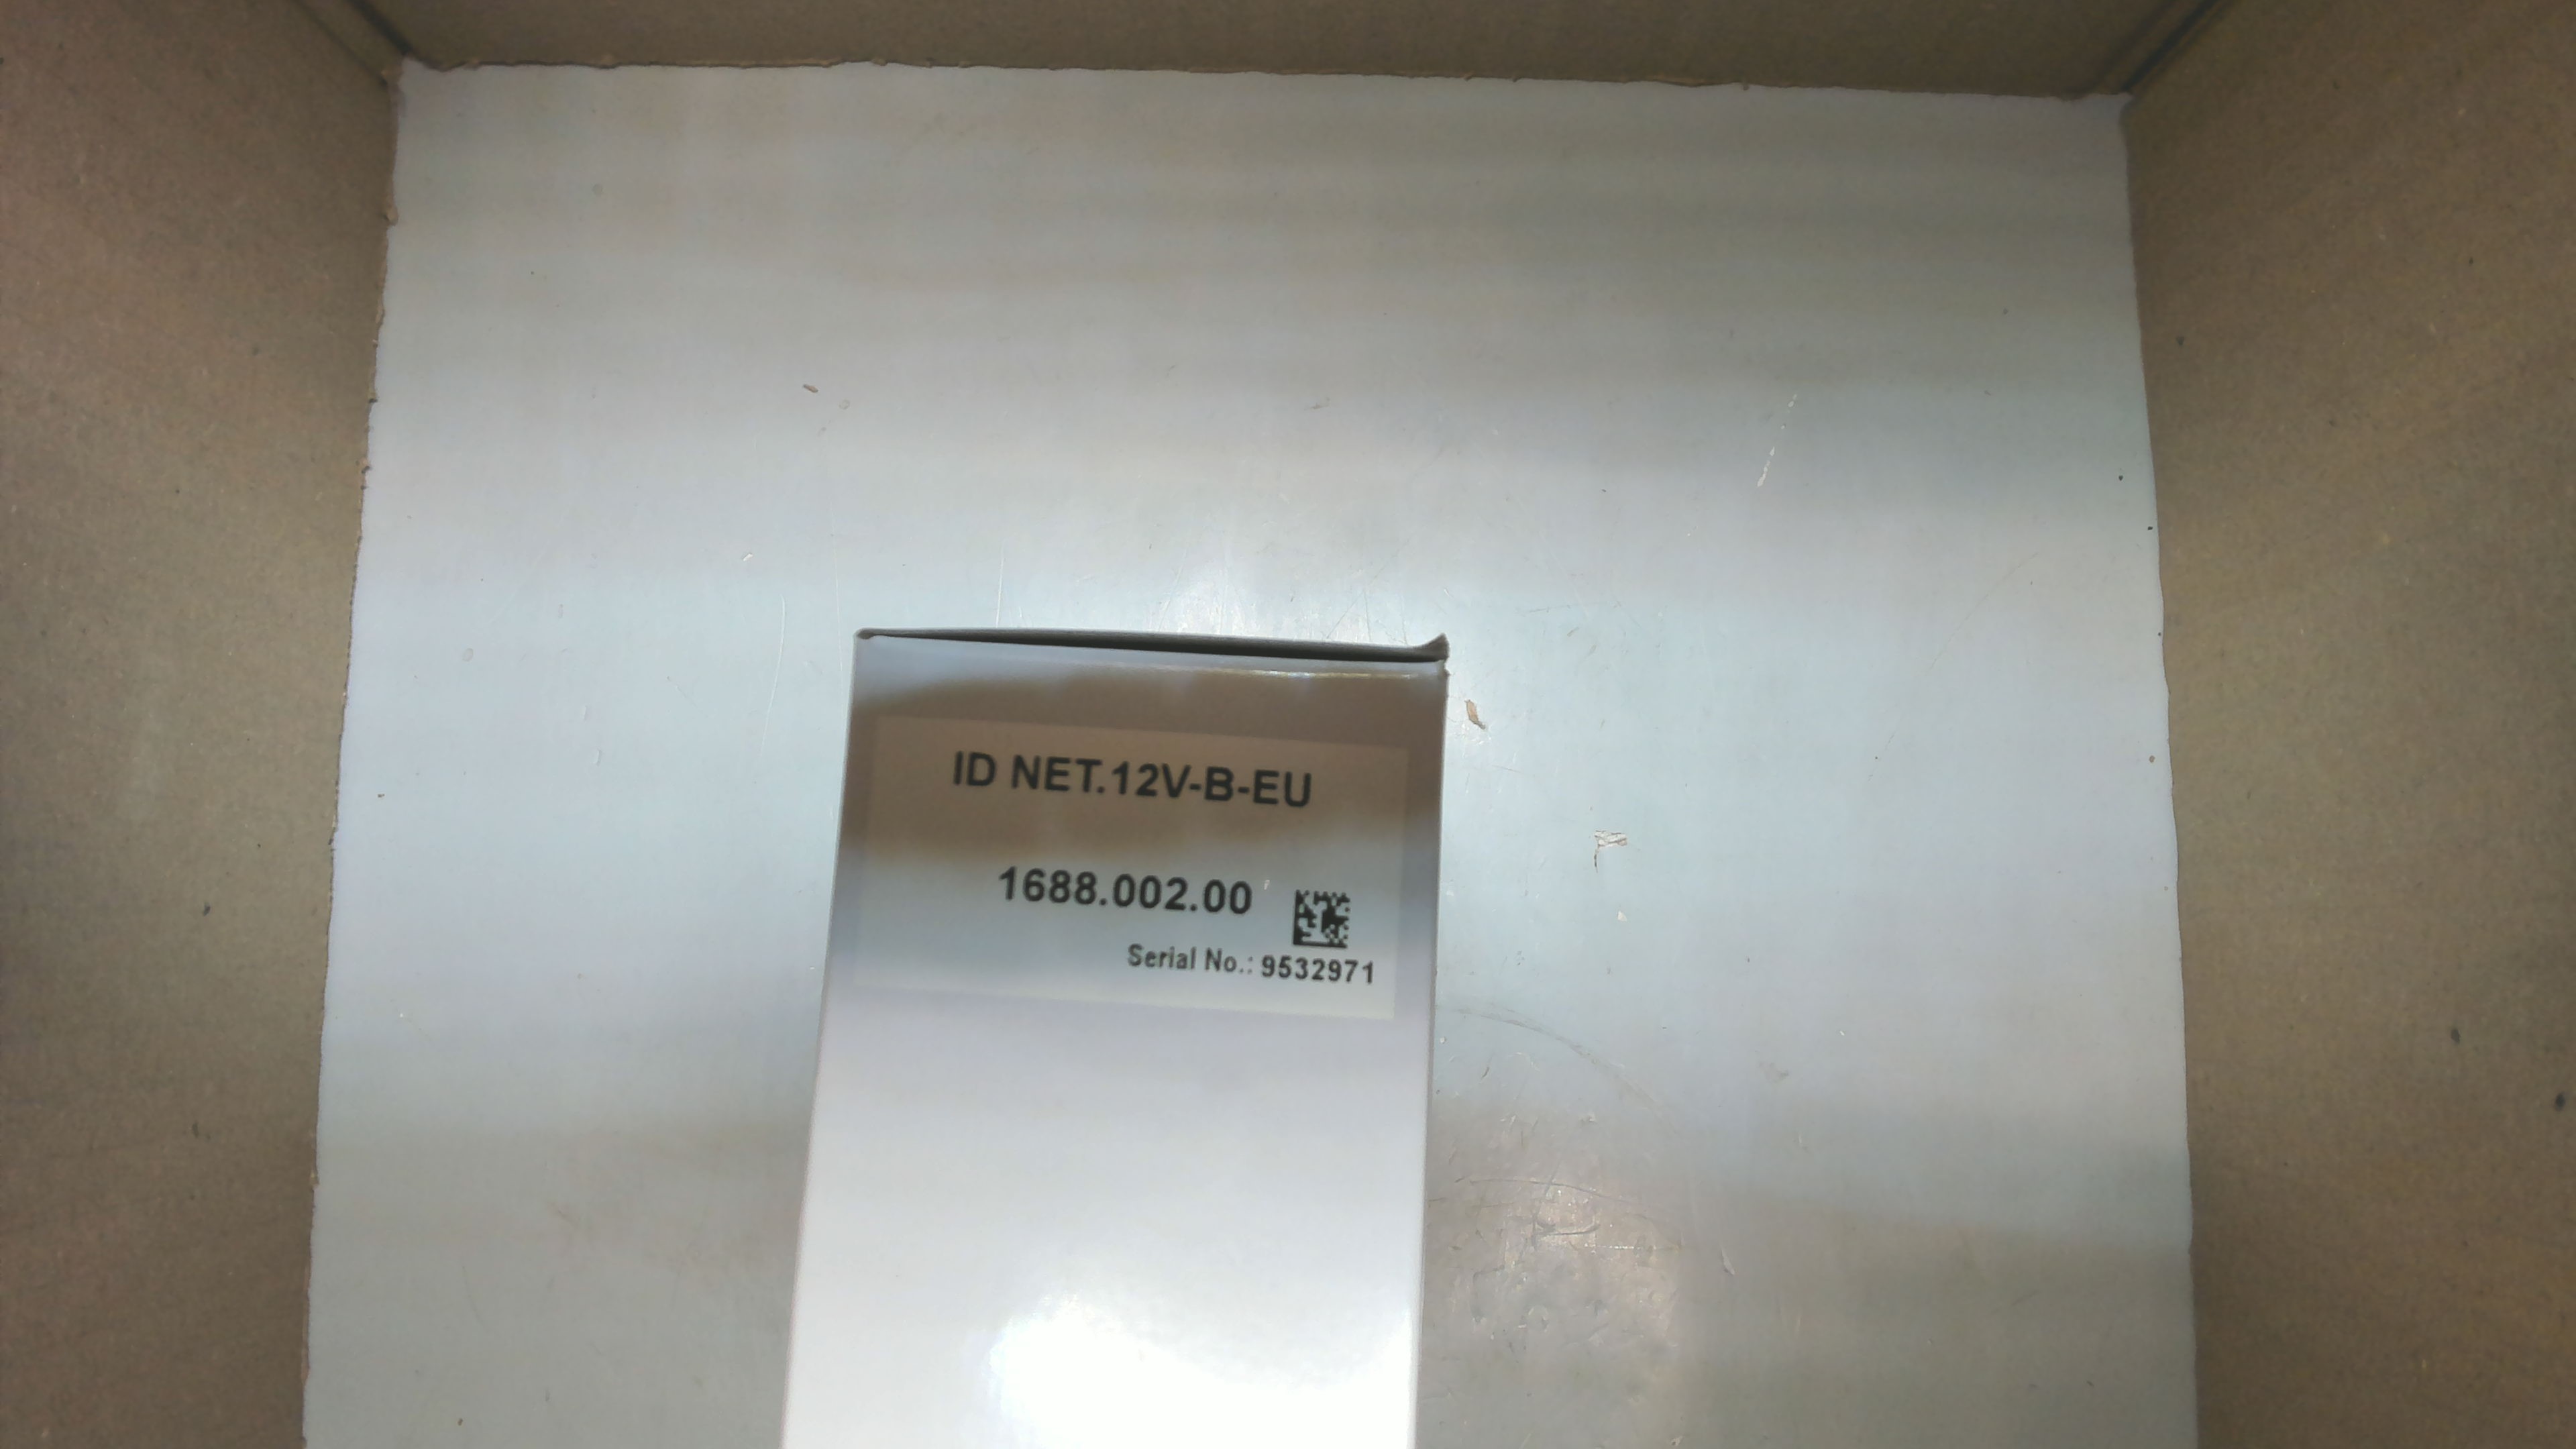 ID NET.12V-B-EU
1688.002.00
Serial No.: 9532971